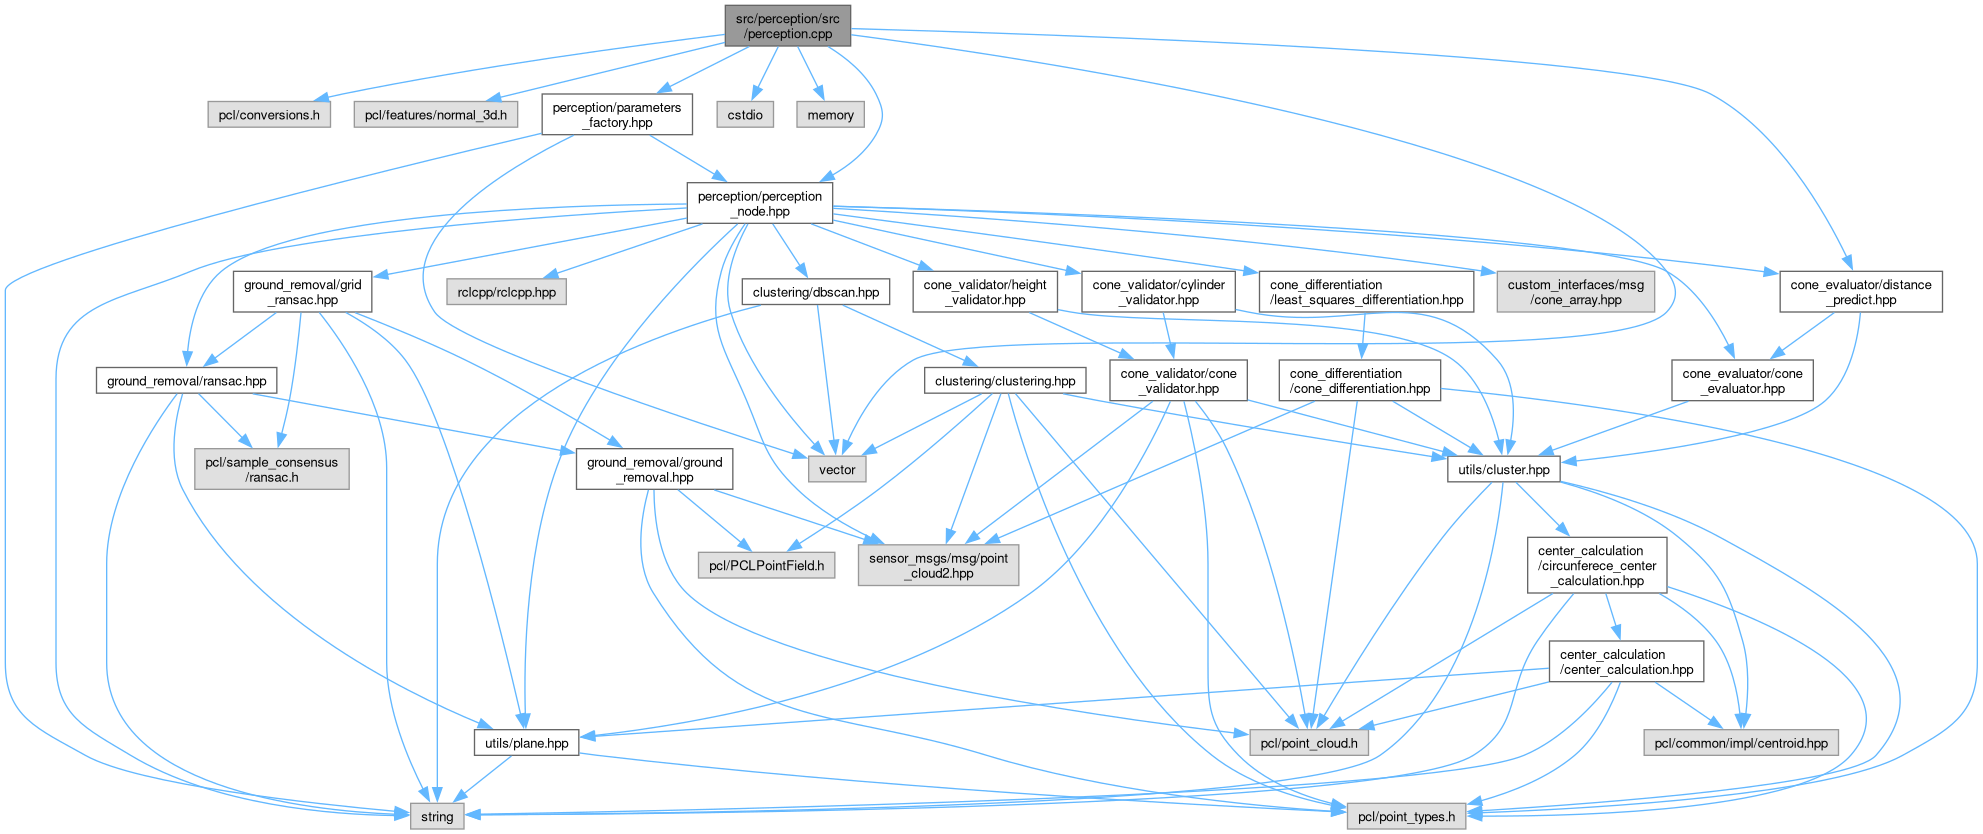 src/perception/src
/perception.cpp
pcl/conversions.h
pcl/features/normal_3d.h
perception/parameters
_factory.hpp
cstdio
memory
perception/perception
_node.hpp
ground_removal/grid
_ransac.hpp
rclcpp/rclcpp.hpp
clustering/dbscan.hpp
cone_validator/height
_validator.hpp
cone_validator/cylinder
_validator.hpp
cone_differentiation
/least_squares_differentiation.hpp
custom_interfaces/msg
/cone_array.hpp
cone_evaluator/distance
_predict.hpp
ground_removal/ransac.hpp
clustering/clustering.hpp
cone_validator/cone
_validator.hpp
cone_differentiation
/cone_differentiation.hpp
cone_evaluator/cone
_evaluator.hpp
pcl/sample_consensus
/ransac.h
ground_removal/ground
_removal.hpp
vector
utils/cluster.hpp
pcl/PCLPointField.h
sensor_msgs/msg/point
_cloud2.hpp
center_calculation
/circunferece_center
_calculation.hpp
center_calculation
/center_calculation.hpp
utils/plane.hpp
pcl/point_cloud.h
pcl/common/impl/centroid.hpp
string
pcl/point_types.h